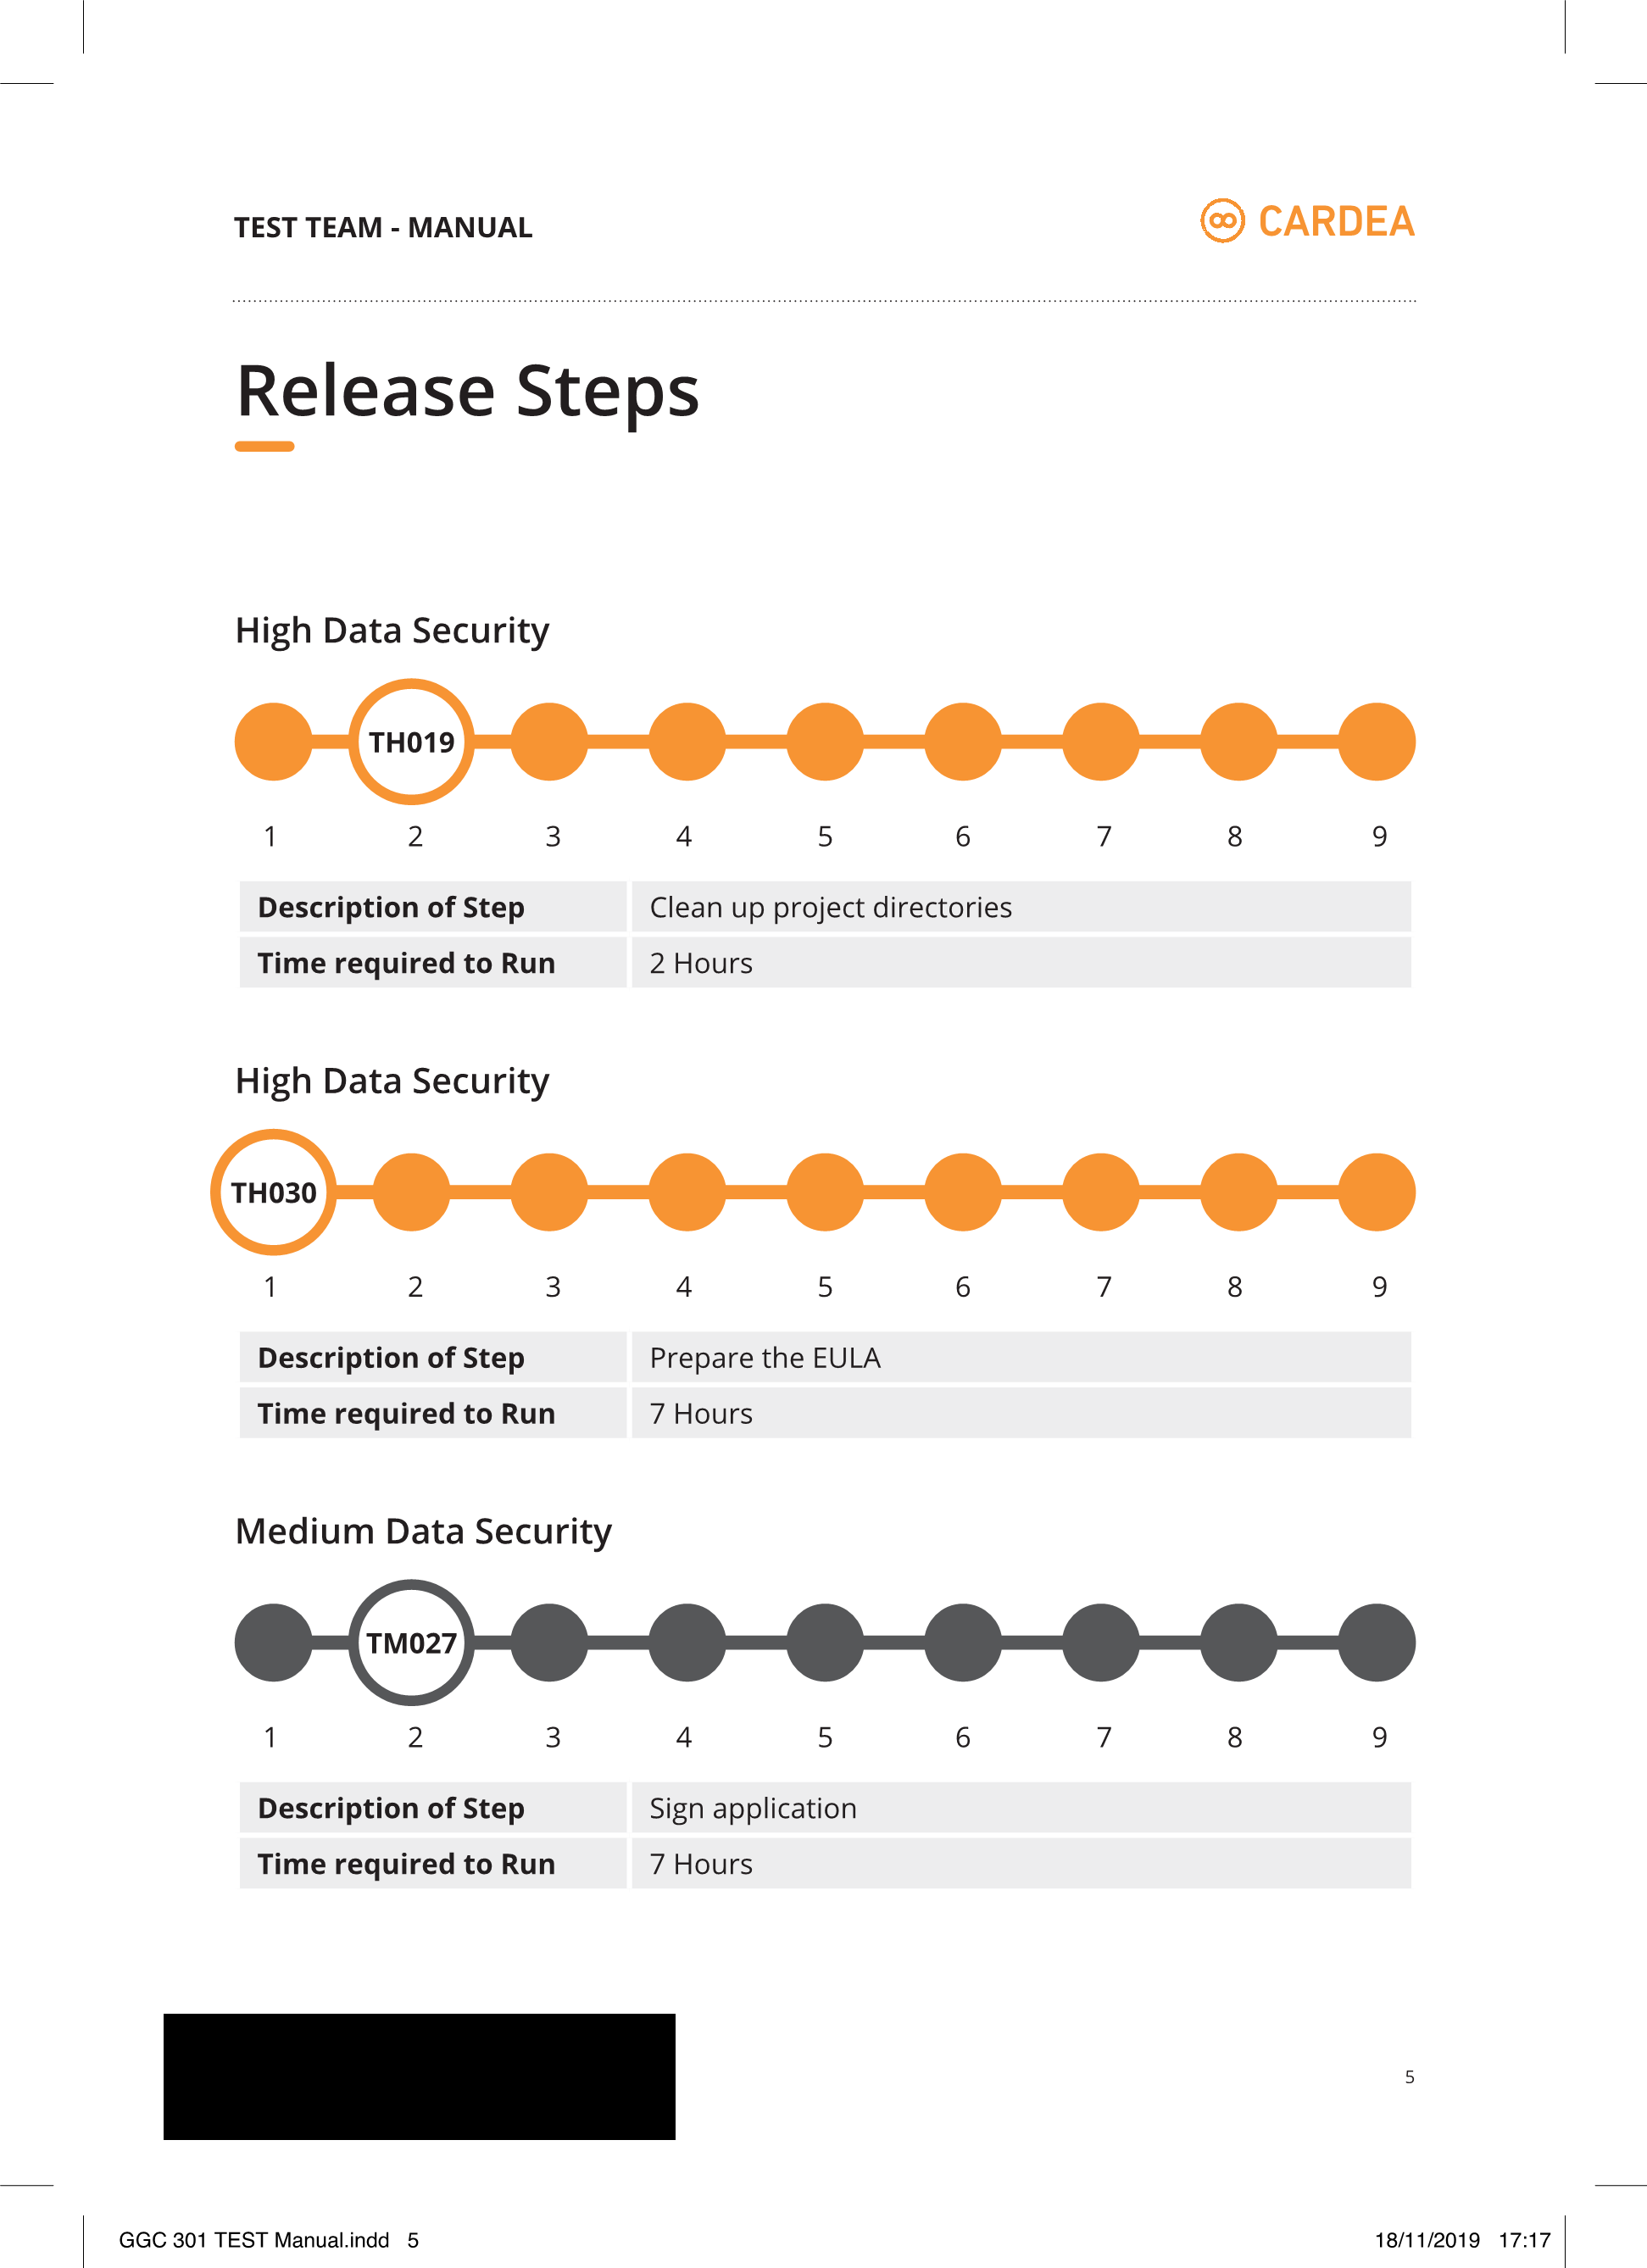 TEST TEAM - MANUAL
CARDEA
Release Steps
High Data Security
TH019
1 2 3 4 5 6 7 8 9
Description of Step Clean up project directories
Time required to Run 2 Hours
High Data Security
TH030
1 2 3 4 5 6 7 8 9
Description of Step Prepare the EULA
Time required to Run 7 Hours
Medium Data Security
TM027
1 2 3 4 5 6 7 8 9
Description of Step Sign application
Time required to Run 7 Hours
5
GGC 301 TEST Manual.indd 5 18/11/2019 17:17